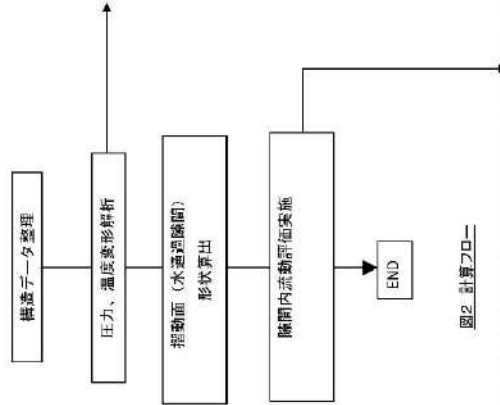 構造データ整理
圧力、温度変形解析
摺動面（水通過隙間）
形状算出
隙間内流動評価実施
END
図2 計算フロー